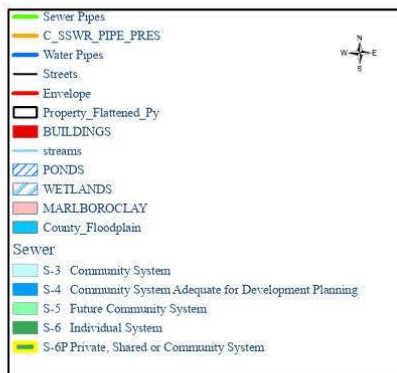 Sewer Pipes
C_SSWR_PIPE_PRES
Water Pipes
Streets
Envelope
Property_Flattened_Py
BUILDINGS
streams
PONDS
WETLANDS
MARLBOROCLAY
County_Floodplain
Sewer
S-3 Community System
S-4 Community System Adequate for Development Planning
S-5 Future Community System
S-6 Individual System
S-6P Private, Shared or Community System
N
W E
S